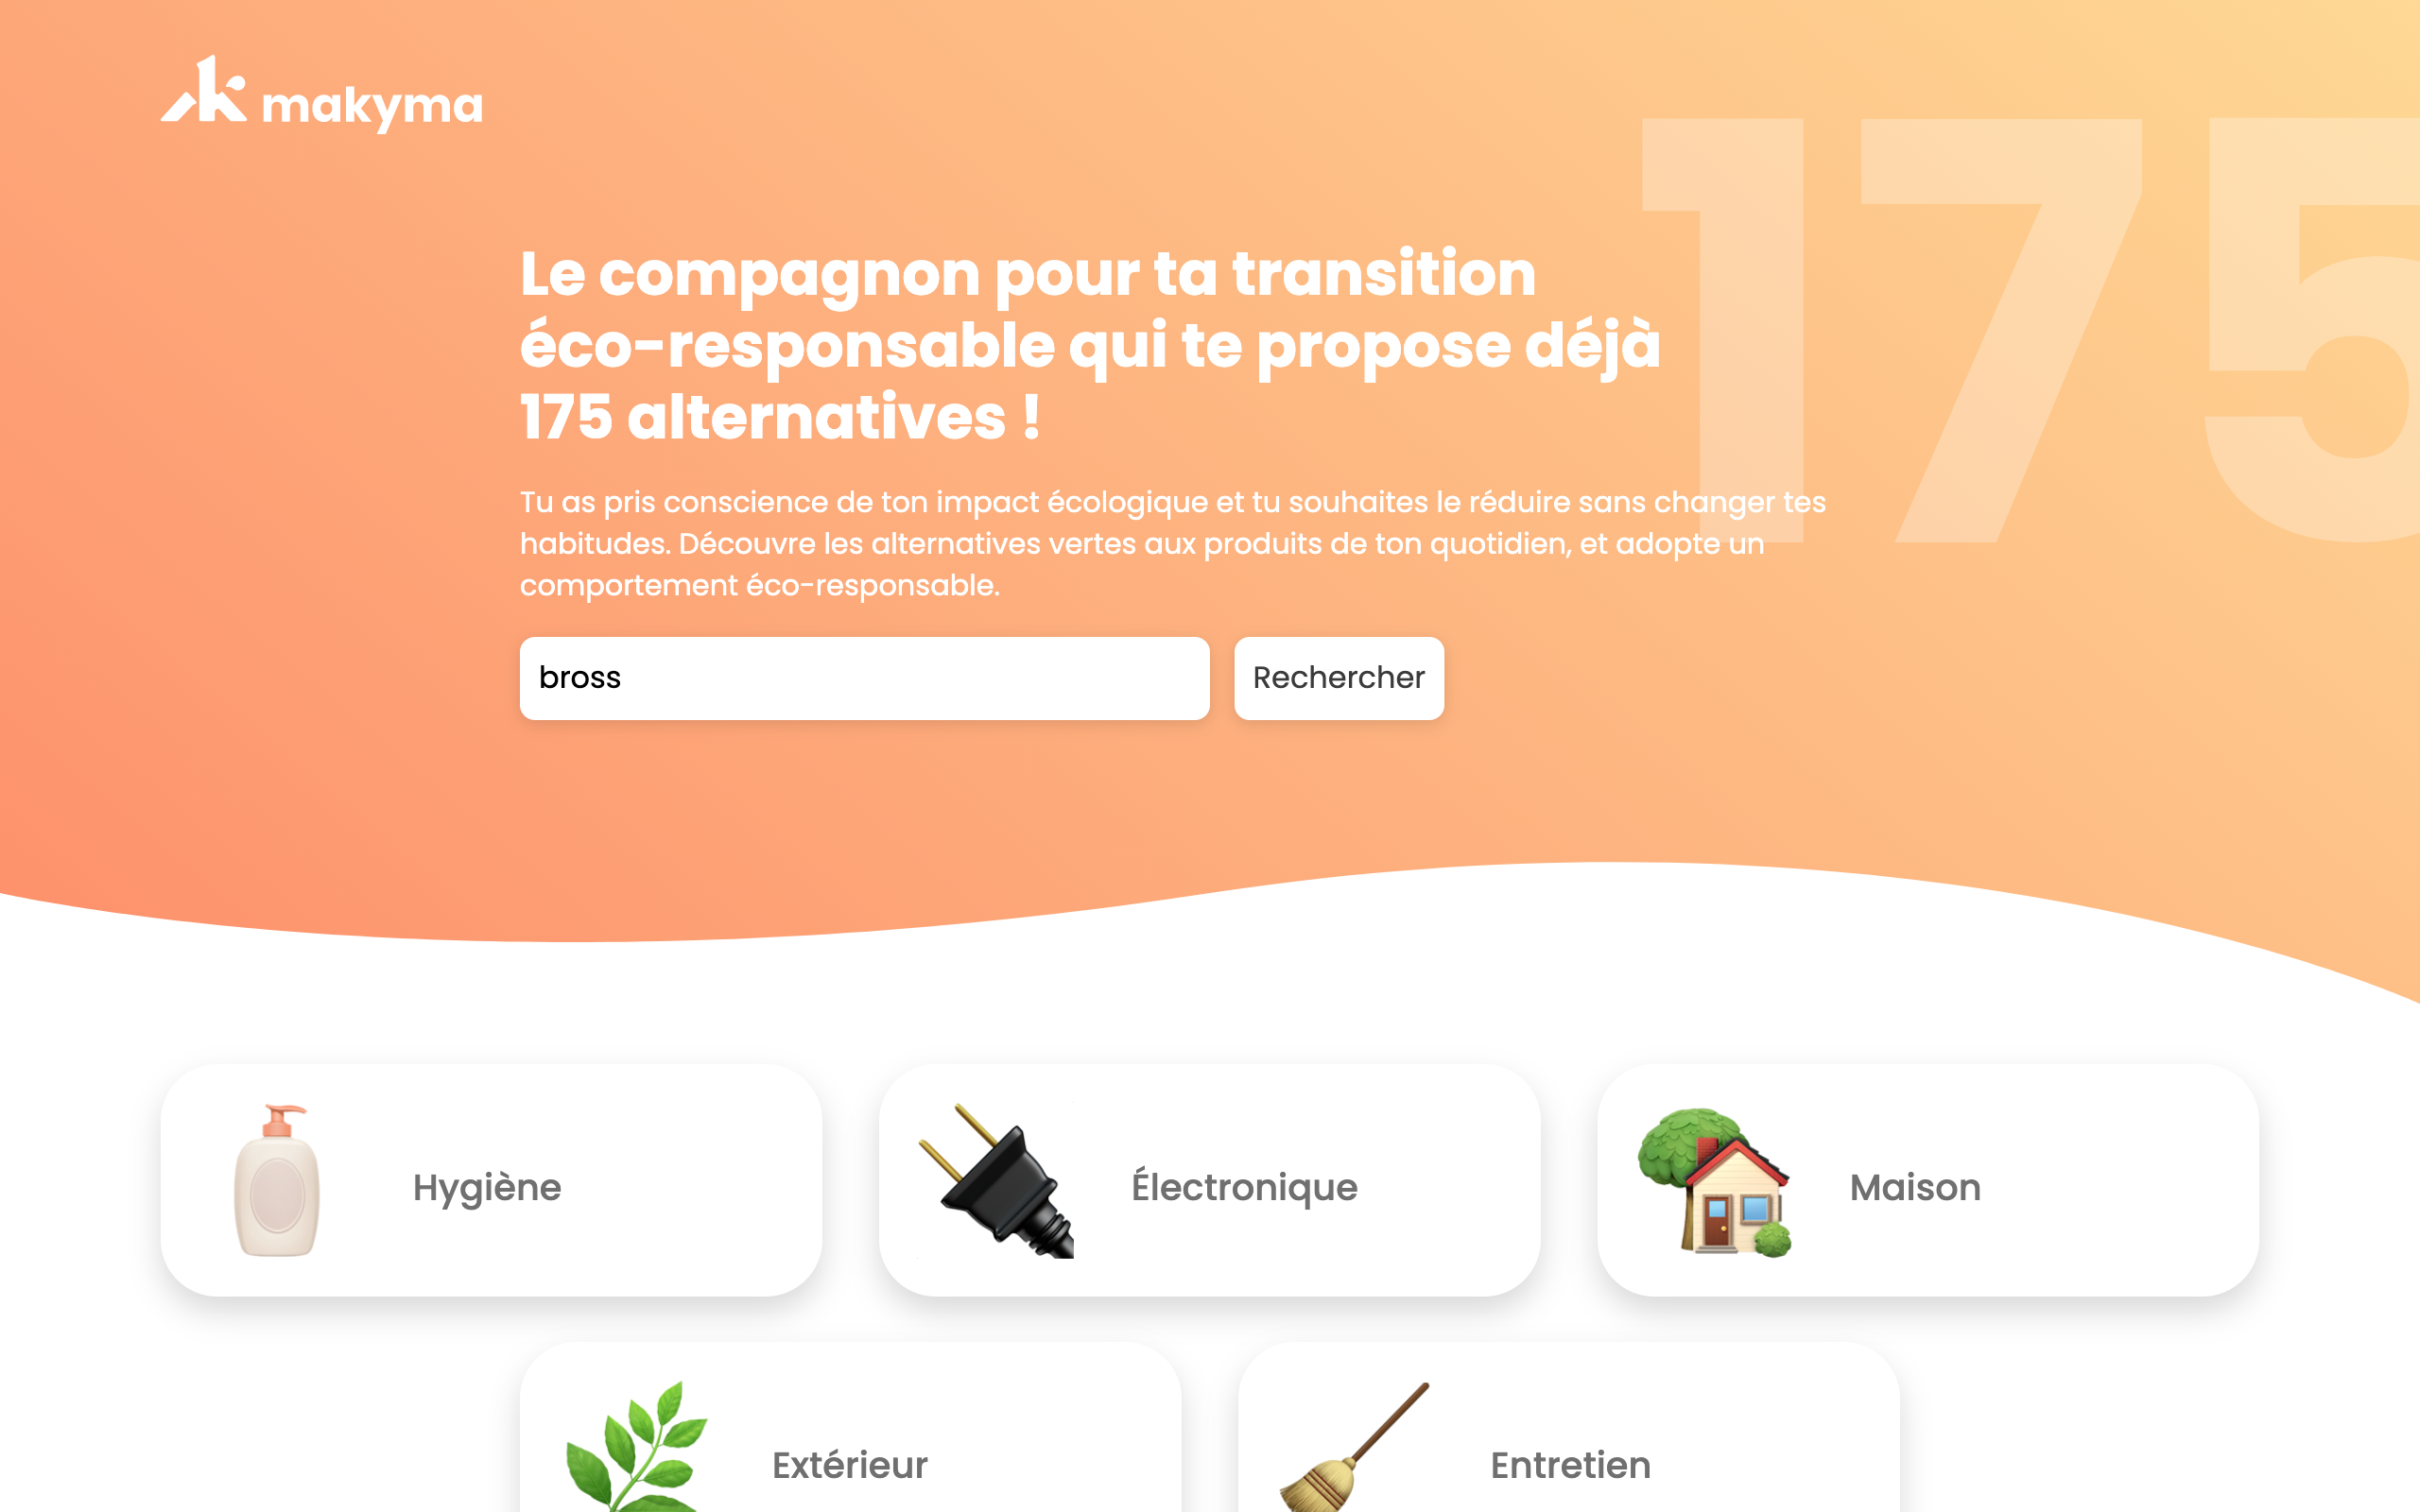 makyma
175
Le compagnon pour ta transition
éco-responsable qui te propose déjà
175 alternatives !
Tu as pris conscience de ton impact écologique et tu souhaites le réduire sans changer tes
habitudes. Découvre les alternatives vertes aux produits de ton quotidien, et adopte un
comportement éco-responsable.
bross
Rechercher
Hygiène
Électronique
Maison
Extérieur
Entretien